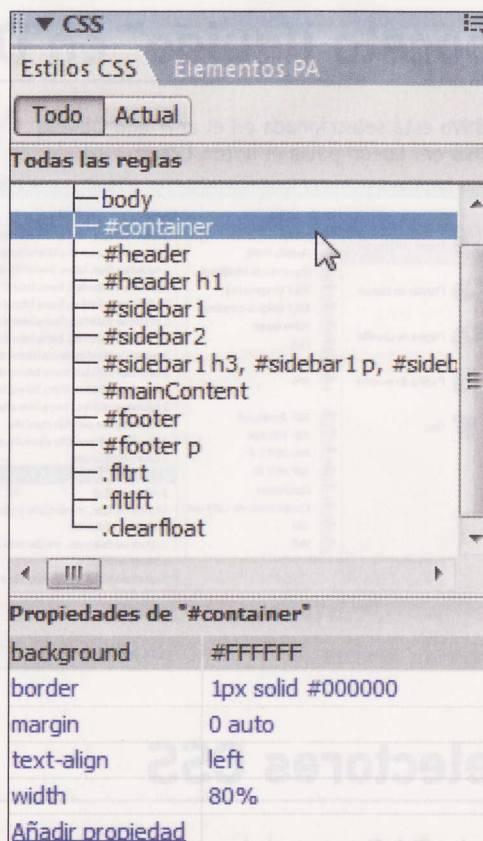 CSS
Estilos CSS Elementos PA
Todo Actual
Todas las reglas
body
#container
#header
#header h1
#sidebar1
#sidebar2
#sidebar1 h3, #sidebar1 p, #sideb
#mainContent
#footer
#footer p
.fltrt
.fltlft
.clearfloat
Propiedades de "#container"
background #FFFFFF
border 1px solid #000000
margin 0 auto
text-align left
width 80%
Añadir propiedad